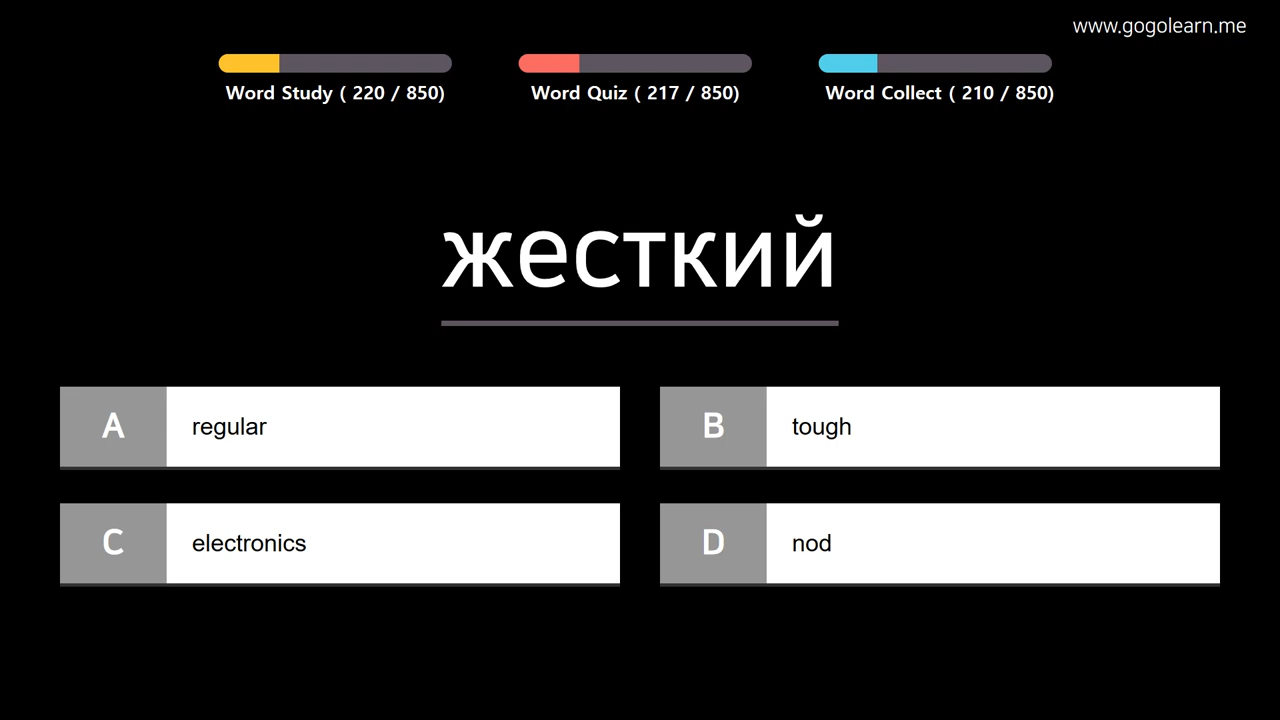 www.gogolearn.me
Word Study ( 220 / 850)
Word Quiz ( 217 / 850)
Word Collect ( 210 / 850)
жесткий
A regular
B tough
C electronics
D nod